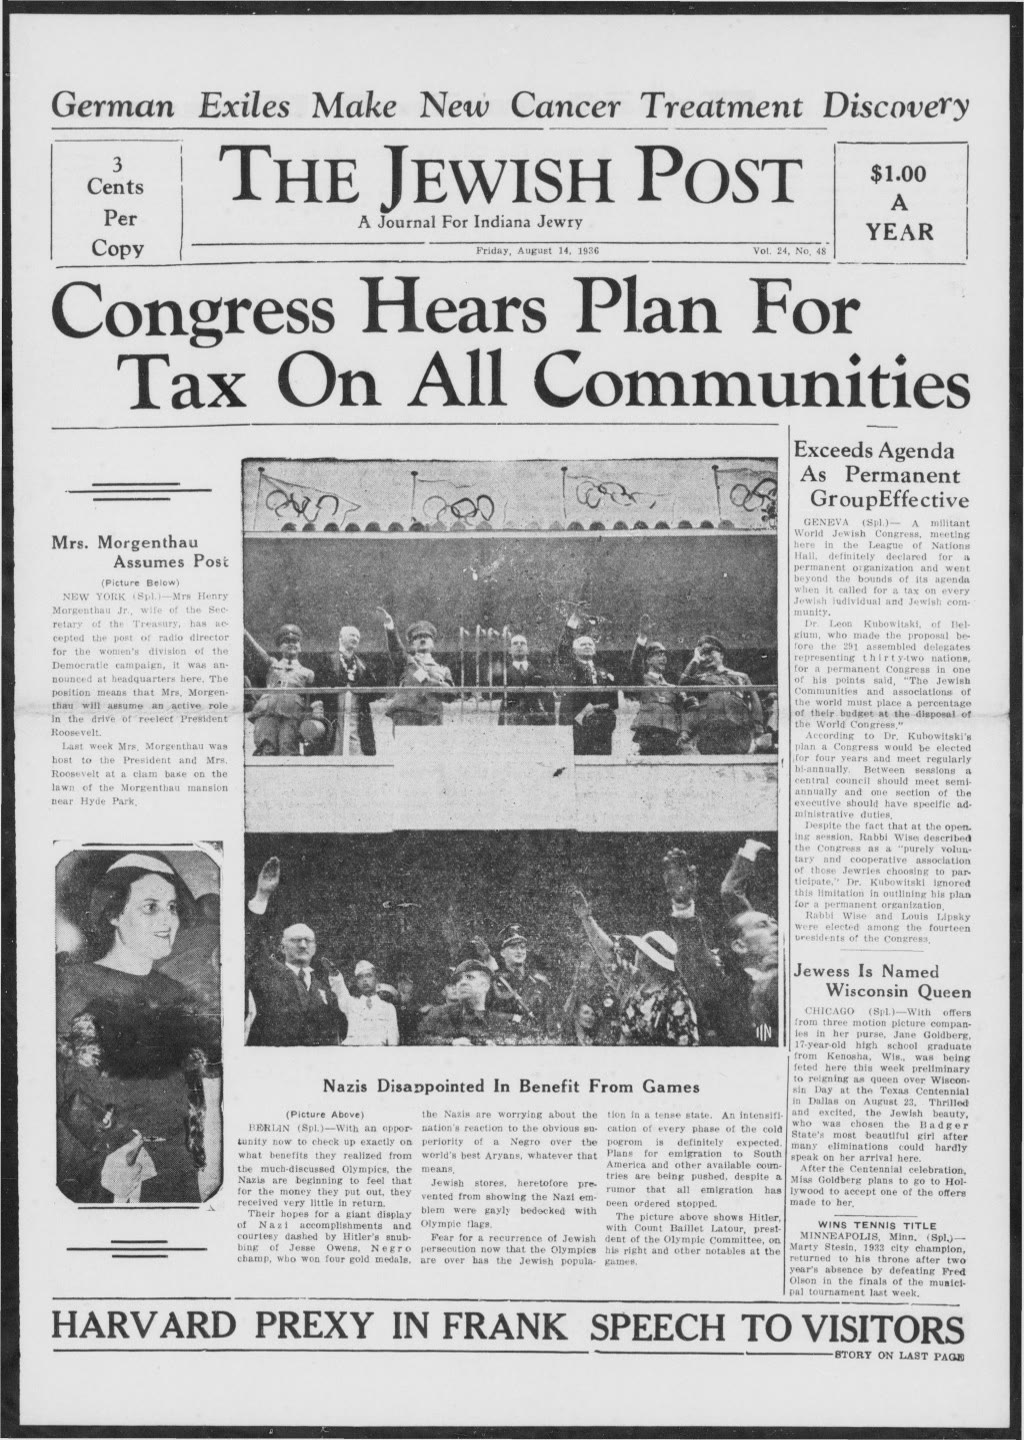 German Exiles Make New Cancer Treatment Discovery
3
Cents
Per
Copy
THE JEWISH POST
A Journal For Indiana Jewry
Friday, August 14, 1936
Vol. 24, No. 48
$1.00
A
YEAR
Congress Hears Plan For
Tax On All Communities
Mrs. Morgenthau
Assumes Post
(Picture Below)
NEW YORK (Spl.)—Mrs Henry
Morgenthau Jr., wife of the Sec-
retary of the Treasury, has ac-
cepted the post of radio director
for the women's division of the
Democratic campaign, it was an-
nounced at headquarters here. The
position means that Mrs. Morgen-
thau will assume an active role
in the drive of reelect President
Roosevelt.
Last week Mrs. Morgenthau was
host to the President and Mrs.
Roosevelt at a clam bake on the
lawn of the Morgenthau mansion
near Hyde Park.
Nazis Disappointed In Benefit From Games
(Picture Above)
BERLIN (Spl.)—With an oppor-
tunity now to check up exactly on
what benefits they realized from
the much-discussed Olympics, the
Nazis are beginning to feel that
for the money they put out, they
received very little in return.
Their hopes for a giant display
of Nazi accomplishments and
courtesy dashed by Hitler's snub-
bing of Jesse Owens, Negro
champ, who won four gold medals,
the Nazis are worrying about the
nation's reaction to the obvious su-
periority of a Negro over the
world's best Aryans, whatever that
means.
Jewish stores, heretofore pre-
vented from showing the Nazi em-
blem were gayly bedocked with
Olympic flags.
Fear for a recurrence of Jewish
persecution now that the Olympics
are over has the Jewish popula-
tion in a tense state. An intensifi-
cation of every phase of the cold
pogrom is definitely expected.
Plans for emigration to South
America and other available coun-
tries are being pushed, despite a
rumor that all emigration has
been ordered stopped.
The picture above shows Hitler,
with Count Baillet Latour, presi-
dent of the Olympic Committee, on
his right and other notables at the
games.
Exceeds Agenda
As Permanent
GroupEffective
GENEVA (Spl.)— A militant
World Jewish Congress, meeting
here in the League of Nations
Hall, definitely declared for a
permanent organization and went
beyond the bounds of its agenda
when it called for a tax on every
Jewish individual and Jewish com-
munity.
Dr. Leon Kubowitski, of Bel-
gium, who made the proposal be-
fore the 291 assembled delegates
representing thirty-two nations,
for a permanent Congress in one
of his points said, "The Jewish
Communities and associations of
the world must place a percentage
of their budget at the disposal of
the World Congress."
According to Dr. Kubowitski's
plan a Congress would be elected
for four years and meet regularly
bi-annually. Between sessions a
central council should meet semi-
annually and one section of the
executive should have specific ad-
ministrative duties.
Despite the fact that at the open-
ing session, Rabbi Wise described
the Congress as a "purely volun-
tary and cooperative association
of those Jewries choosing to par-
ticipate." Dr. Kubowitski ignored
this limitation in outlining his plan
for a permanent organization.
Rabbi Wise and Louis Lipsky
were elected among the fourteen
presidents of the Congress.
Jewess Is Named
Wisconsin Queen
CHICAGO (Spl.)—With offers
from three motion picture compan-
ies in her purse, Jane Goldberg,
17-year-old high school graduate
from Kenosha, Wis., was being
feted here this week preliminary
to reigning as queen over Wiscon-
sin Day at the Texas Centennial
in Dallas on August 23. Thrilled
and excited, the Jewish beauty,
who was chosen the Badger
State's most beautiful girl after
many eliminations could hardly
speak on her arrival here.
After the Centennial celebration,
Miss Goldberg plans to go to Hol-
lywood to accept one of the offers
made to her.
WINS TENNIS TITLE
MINNEAPOLIS, Minn. (Spl.)—
Marty Stesin, 1933 city champion,
returned to his throne after two
year's absence by defeating Fred
Olson in the finals of the munici-
pal tournament last week.
HARVARD PREXY IN FRANK SPEECH TO VISITORS
STORY ON LAST PAGE